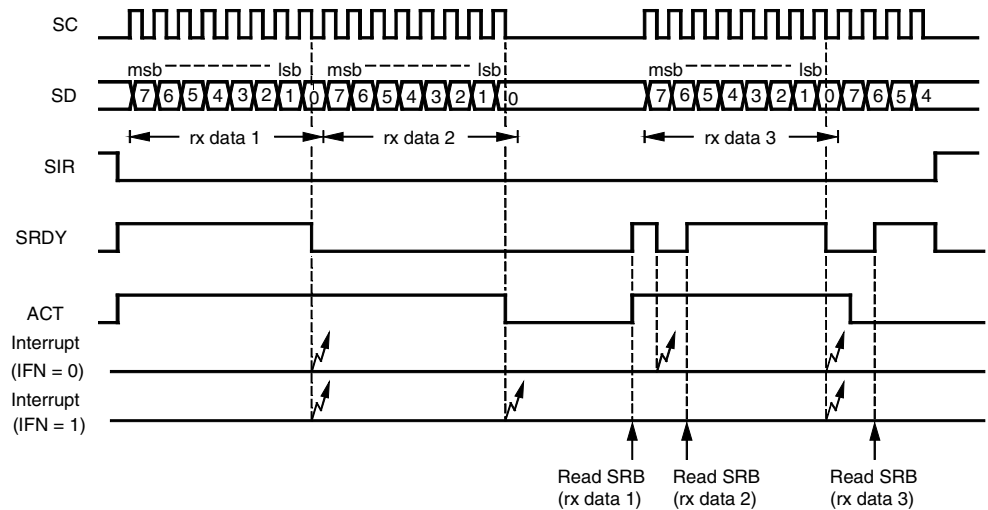 SC
msb lsb msb lsb msb lsb
SD 7 6 5 4 3 2 1 0 7 6 5 4 3 2 1 0 7 6 5 4 3 2 1 0 7 6 5 4
rx data 1 rx data 2 rx data 3
SIR
SRDY
ACT
Interrupt
(IFN = 0)
Interrupt
(IFN = 1)
Read SRB
(rx data 1)
Read SRB
(rx data 2)
Read SRB
(rx data 3)